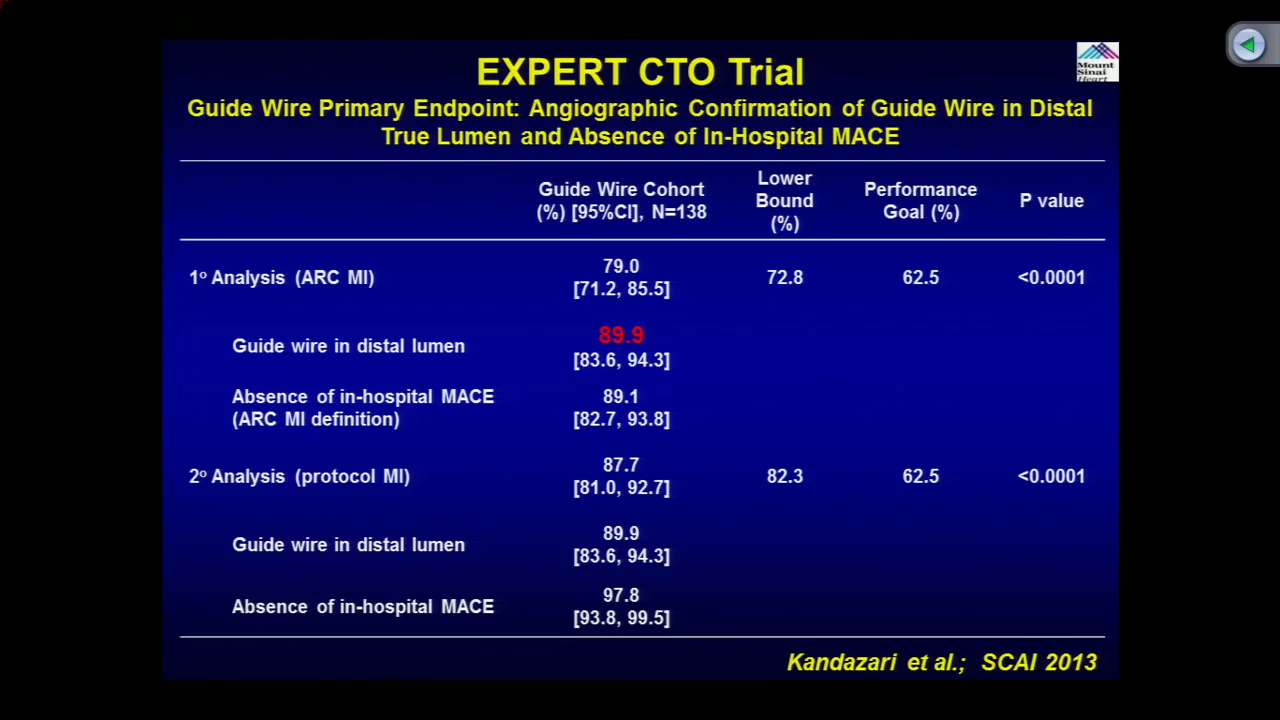 EXPERT CTO Trial
Mount
Sinai
Heart
Guide Wire Primary Endpoint: Angiographic Confirmation of Guide Wire in Distal
True Lumen and Absence of In-Hospital MACE
Guide Wire Cohort
(%) [95%CI], N=138
Lower
Bound
(%)
Performance
Goal (%)
P value
1º Analysis (ARC MI)
79.0
[71.2, 85.5]
72.8
62.5
<0.0001
Guide wire in distal lumen
89.9
[83.6, 94.3]
Absence of in-hospital MACE
(ARC MI definition)
89.1
[82.7, 93.8]
2º Analysis (protocol MI)
87.7
[81.0, 92.7]
82.3
62.5
<0.0001
Guide wire in distal lumen
89.9
[83.6, 94.3]
Absence of in-hospital MACE
97.8
[93.8, 99.5]
Kandazari et al.; SCAI 2013